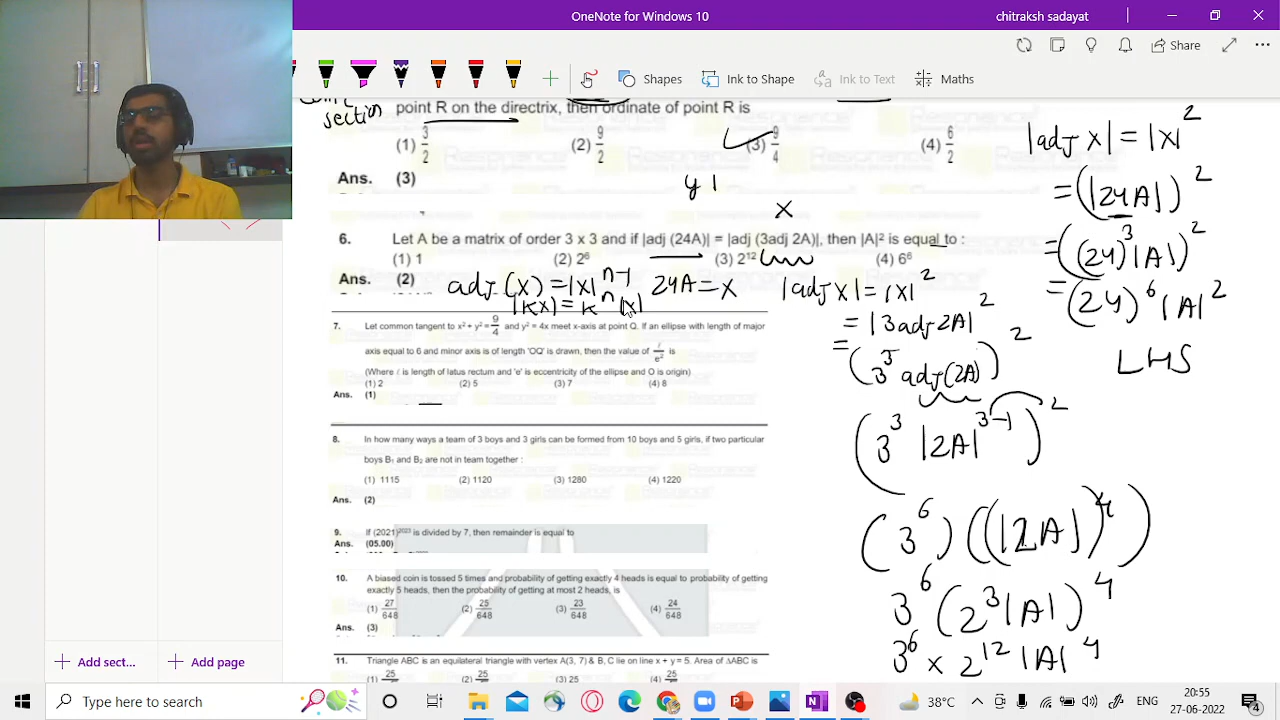 OneNote for Windows 10
chitraksh sadayat
Shapes
Ink to Shape
Ink to Text
Maths
Share
section
point R on the directrix, then ordinate of point R is
(1) 3/2 (2) 9/2 (3) 9/4 (4) 6/2
Ans. (3)
y 1
x
6. Let A be a matrix of order 3 x 3 and if |adj (24A)| = |adj (3adj 2A)|, then |A|² is equal to :
(1) 1 (2) 2⁶ (3) 2¹² (4) 6⁶
Ans. (2)
adj (x) = |x|ⁿ⁻¹ 24A = x
|Kx| = Kⁿ |x|
7. Let common tangent to x² + y² = 9/4 and y² = 4x meet x-axis at point Q. If an ellipse with length of major
axis equal to 6 and minor axis is of length 'OQ' is drawn, then the value of ℓ/e² is
(Where ℓ is length of latus rectum and 'e' is eccentricity of the ellipse and O is origin)
(1) 2 (2) 5 (3) 7 (4) 8
Ans. (1)
8. In how many ways a team of 3 boys and 3 girls can be formed from 10 boys and 5 girls, if two particular
boys B₁ and B₂ are not in team together :
(1) 1115 (2) 1120 (3) 1280 (4) 1220
Ans. (2)
9. If (2021)²⁰²³ is divided by 7, then remainder is equal to
Ans. (05.00)
10. A biased coin is tossed 5 times and probability of getting exactly 4 heads is equal to probability of getting
exactly 5 heads, then the probability of getting at most 2 heads, is
(1) 27/648 (2) 25/648 (3) 23/648 (4) 24/648
Ans. (3)
11. Triangle ABC is an equilateral triangle with vertex A(3, 7) & B, C lie on line x + y = 5. Area of ΔABC is
|adj x| = |x|²
= |3adj 2A|²
= (3³ adj(2A))²
(3³ |2A|³⁻¹)²
(3⁶) ((|2A|)⁴)
3⁶ (2³|A|)⁴
3⁶ x 2¹² |A|⁴
|adj x| = |x|²
= (|24A|)²
= ((24)³ |A|)²
= (24)⁶ |A|²
LHS
Add sect...
Add page
Type here to search
38°C
ENG
20:55
27-06-2022